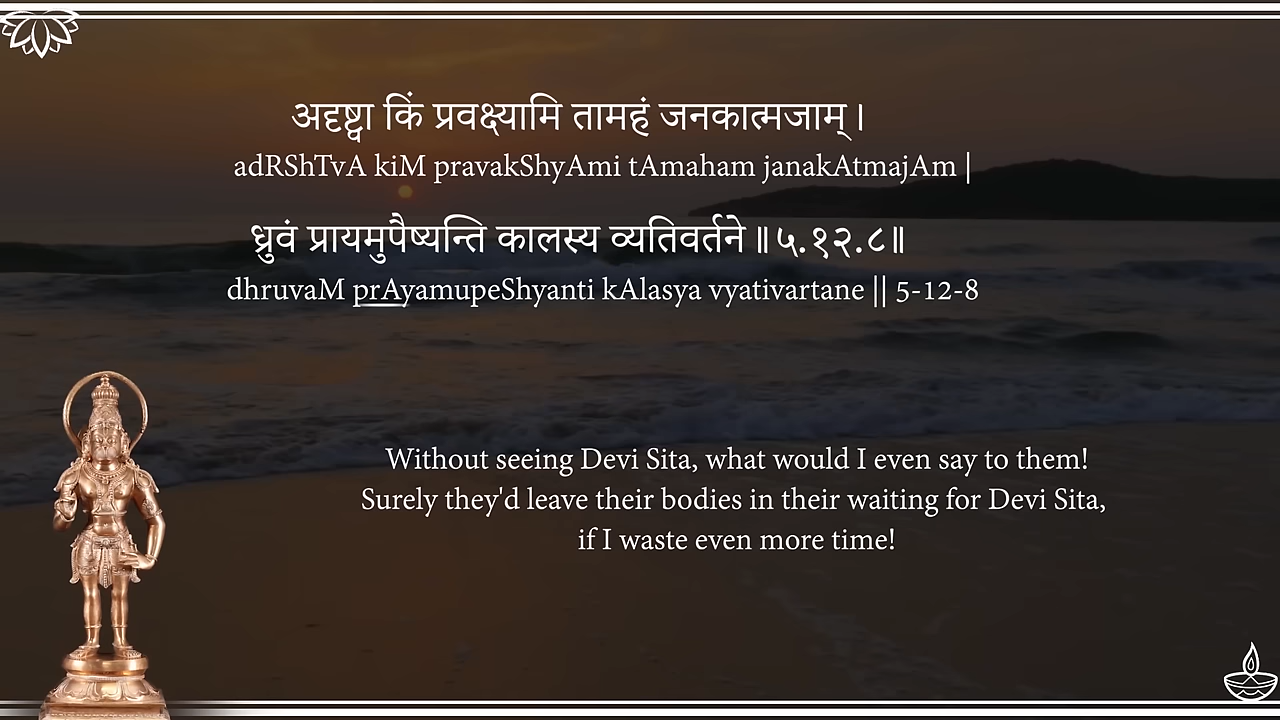 अदृष्ट्वा किं प्रवक्ष्यामि तामहं जनकात्मजाम् ।
adRShTvA kiM pravakShyAmi tAmaham janakAtmajAm |
ध्रुवं प्रायमुपैष्यन्ति कालस्य व्यतिवर्तने ॥ ५.१२.८॥
dhruvaM prAyamupeShyanti kAlasya vyativartane || 5-12-8
Without seeing Devi Sita, what would I even say to them!
Surely they'd leave their bodies in their waiting for Devi Sita,
if I waste even more time!